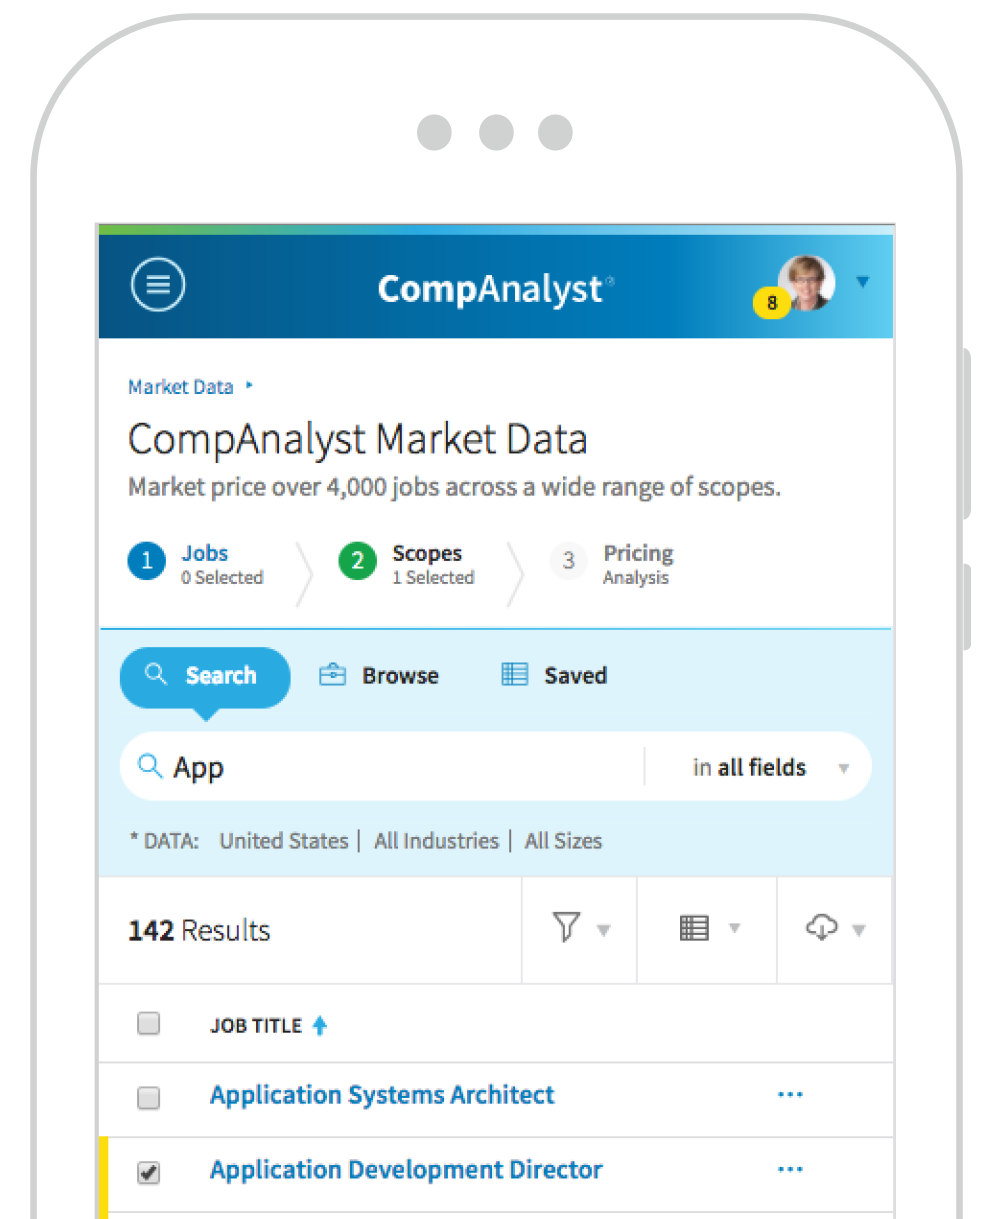 CompAnalyst
8
Market Data
CompAnalyst Market Data
Market price over 4,000 jobs across a wide range of scopes.
1 Jobs 2 Scopes 3 Pricing
0 Selected 1 Selected Analysis
Search Browse Saved
App in all fields
* DATA: United States | All Industries | All Sizes
142 Results
JOB TITLE
Application Systems Architect ...
Application Development Director ...